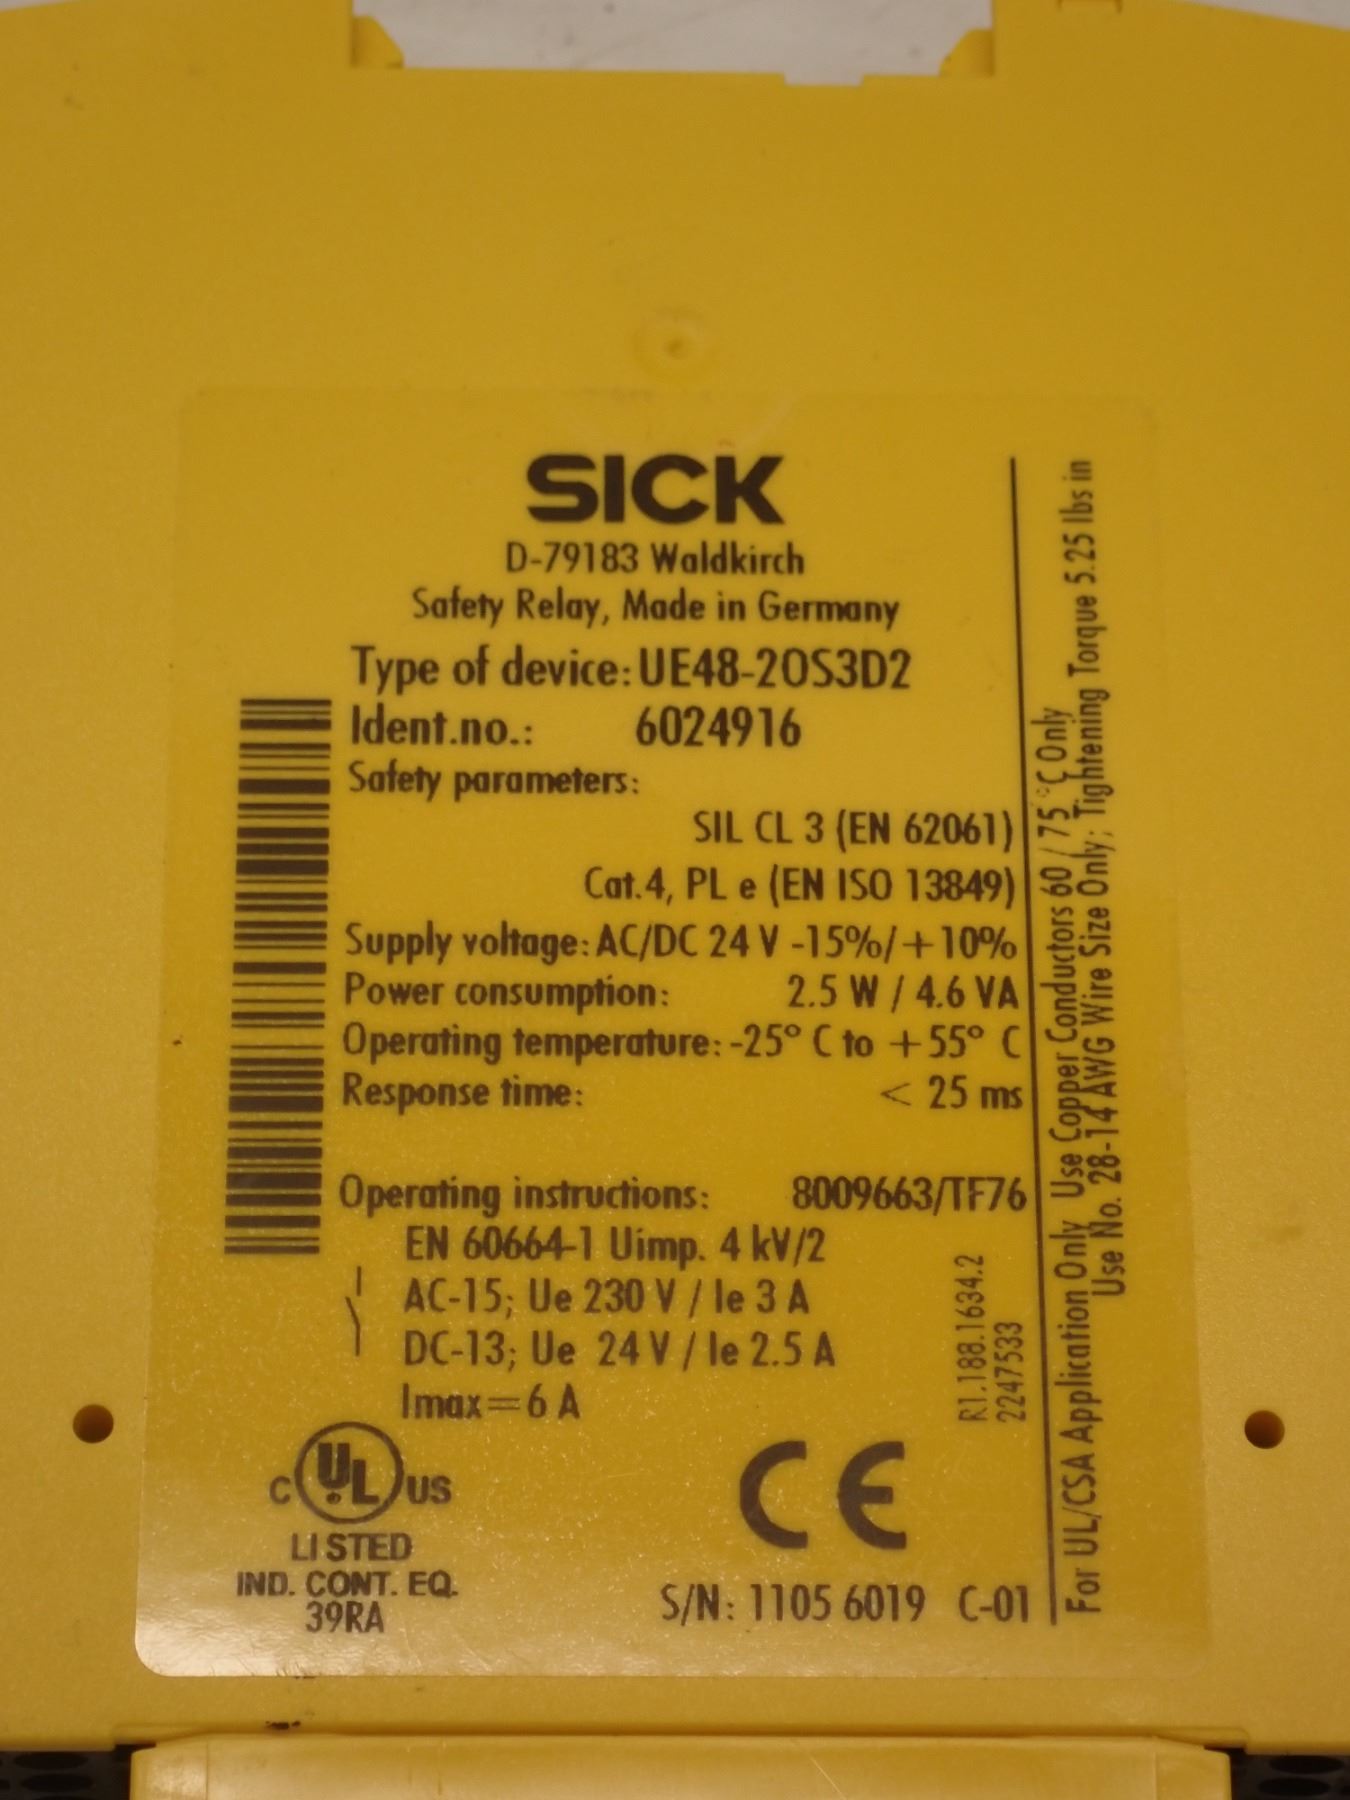 SICK
D-79183 Waldkirch
Safety Relay, Made in Germany
Type of device: UE48-2OS3D2
Ident.no.: 6024916
Safety parameters:
SIL CL 3 (EN 62061)
Cat.4, PL e (EN ISO 13849)
Supply voltage: AC/DC 24 V -15%/+10%
Power consumption: 2.5 W / 4.6 VA
Operating temperature: -25° C to +55° C
Response time: < 25 ms
Operating instructions: 8009663/TF76
EN 60664-1 Uimp. 4 kV/2
AC-15; Ue 230 V / Ie 3 A
DC-13; Ue 24 V / Ie 2.5 A
Imax=6 A
R1.188.1634.2
2247533
C UL US
LISTED
IND. CONT. EQ.
39RA
CE
S/N: 1105 6019 C-01
For UL/CSA Application Only. Use Copper Conductors 60/75°C Only
Use No. 28-14 AWG Wire Size Only; Tightening Torque 5.25 lbs in